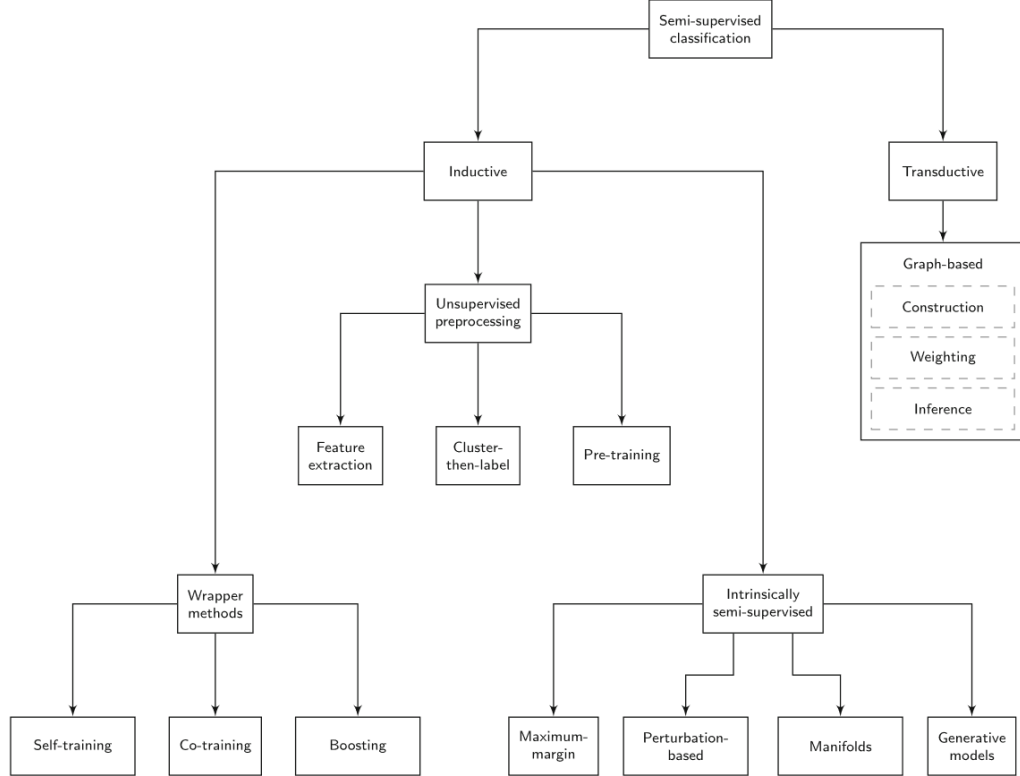 Semi-supervised
classification
Inductive
Transductive
Graph-based
Construction
Weighting
Inference
Unsupervised
preprocessing
Feature
extraction
Cluster-
then-label
Pre-training
Wrapper
methods
Intrinsically
semi-supervised
Self-training
Co-training
Boosting
Maximum-
margin
Perturbation-
based
Manifolds
Generative
models